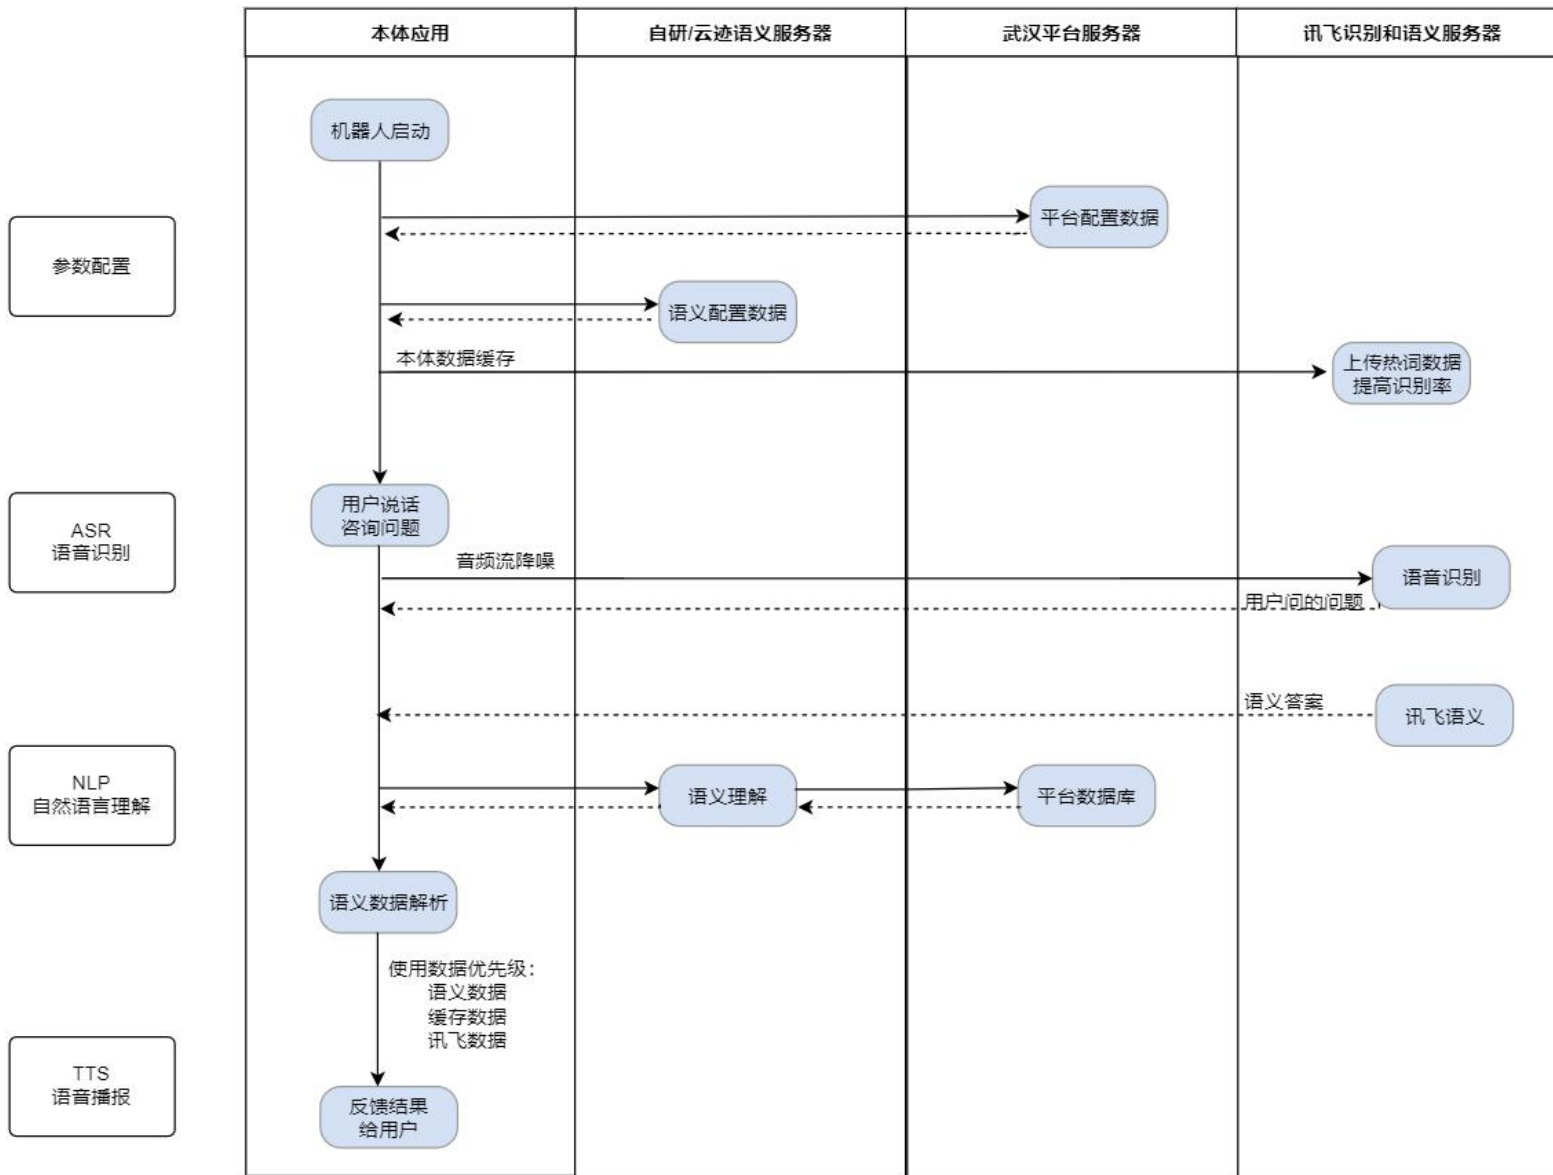 本体应用
自研/云迹语义服务器
武汉平台服务器
讯飞识别和语义服务器
机器人启动
平台配置数据
参数配置
语义配置数据
本体数据缓存
上传热词数据
提高识别率
ASR
语音识别
用户说话
咨询问题
音频流降噪
语音识别
用户问的问题
语义答案
讯飞语义
NLP
自然语言理解
语义理解
平台数据库
语义数据解析
使用数据优先级：
语义数据
缓存数据
讯飞数据
TTS
语音播报
反馈结果
给用户